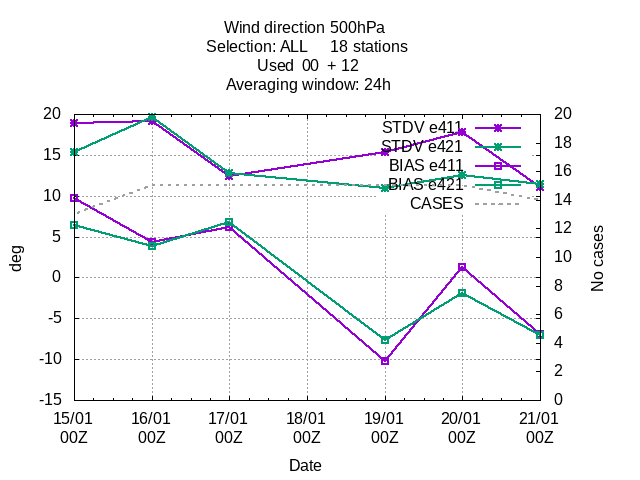 Wind direction 500hPa
Selection: ALL     18 stations
Used  00  + 12
Averaging window: 24h
20
15
10
5
0
-5
-10
-15
deg
STDV e411
STDV e421
BIAS e411
BIAS e421
CASES
20
18
16
14
12
10
8
6
4
2
0
No cases
15/01 16/01 17/01 18/01 19/01 20/01 21/01
00Z 00Z 00Z 00Z 00Z 00Z 00Z
Date